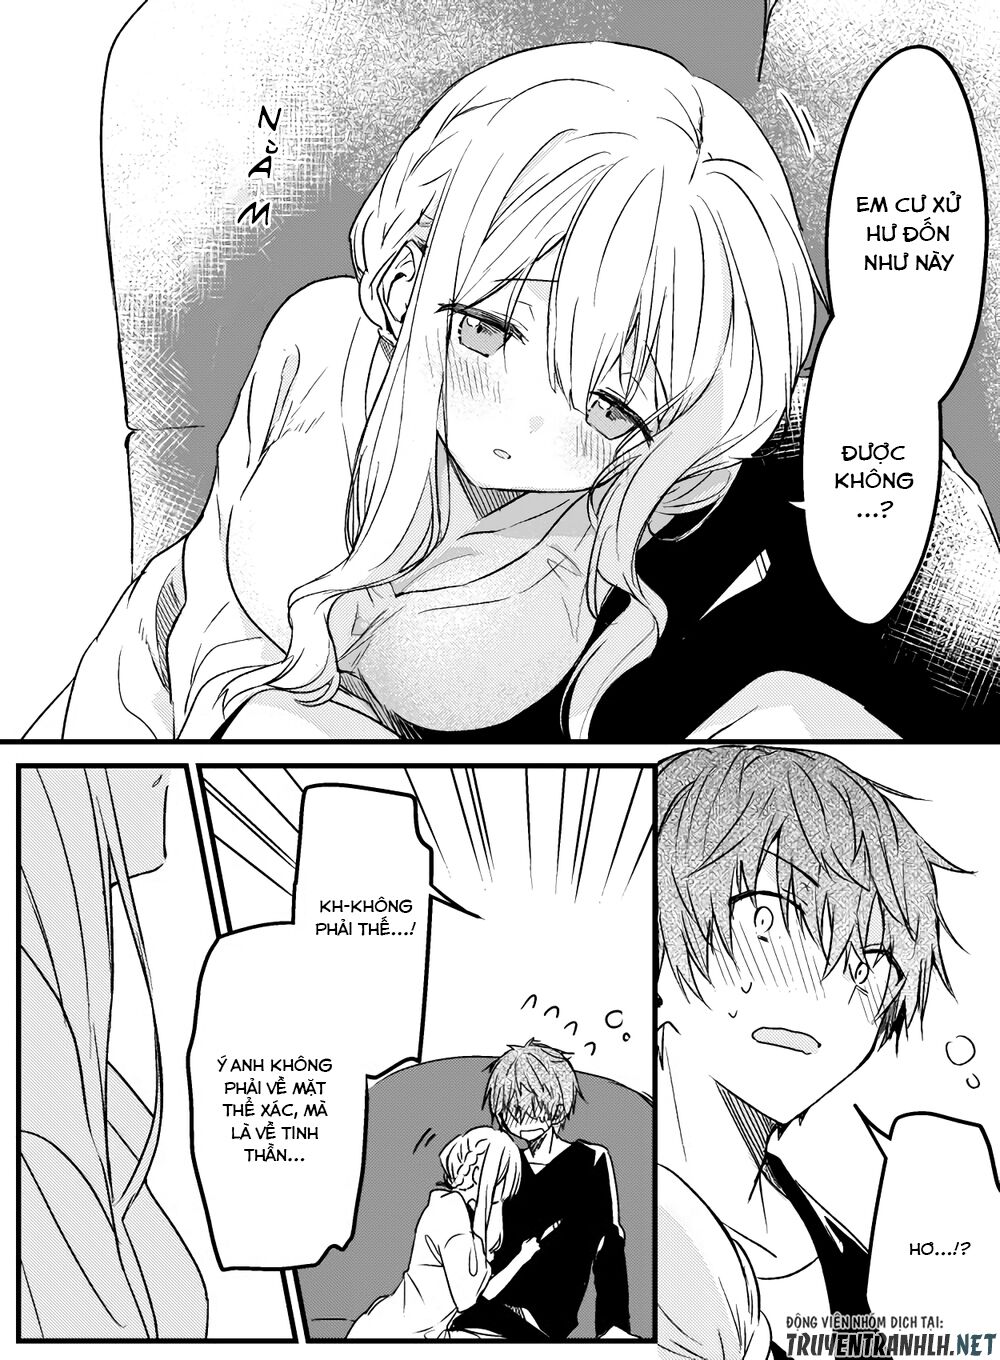 EM CƯ XỬ
HƯ ĐỐN
NHƯ NÀY
ĐƯỢC
KHÔNG
...?
NẰM
HƠ...!?
KH-KHÔNG
PHẢI THẾ...!
Ý ANH KHÔNG
PHẢI VỀ MẶT
THỂ XÁC, MÀ
LÀ VỀ TINH
THẦN...
ĐỘNG VIÊN NHÓM DỊCH TẠI:
TRUYENTRANHLH.NET